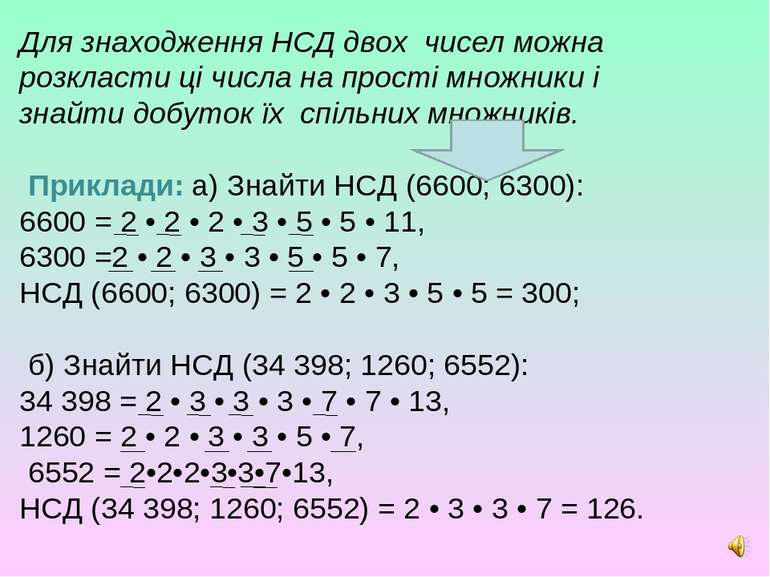 Для знаходження НСД двох чисел можна
розкласти ці числа на прості множники і
знайти добуток їх спільних множників.
Приклади: а) Знайти НСД (6600; 6300):
6600 = 2 • 2 • 2 • 3 • 5 • 5 • 11,
6300 =2 • 2 • 3 • 3 • 5 • 5 • 7,
НСД (6600; 6300) = 2 • 2 • 3 • 5 • 5 = 300;
б) Знайти НСД (34 398; 1260; 6552):
34 398 = 2 • 3 • 3 • 3 • 7 • 7 • 13,
1260 = 2 • 2 • 3 • 3 • 5 • 7,
6552 = 2•2•2•3•3•7•13,
НСД (34 398; 1260; 6552) = 2 • 3 • 3 • 7 = 126.